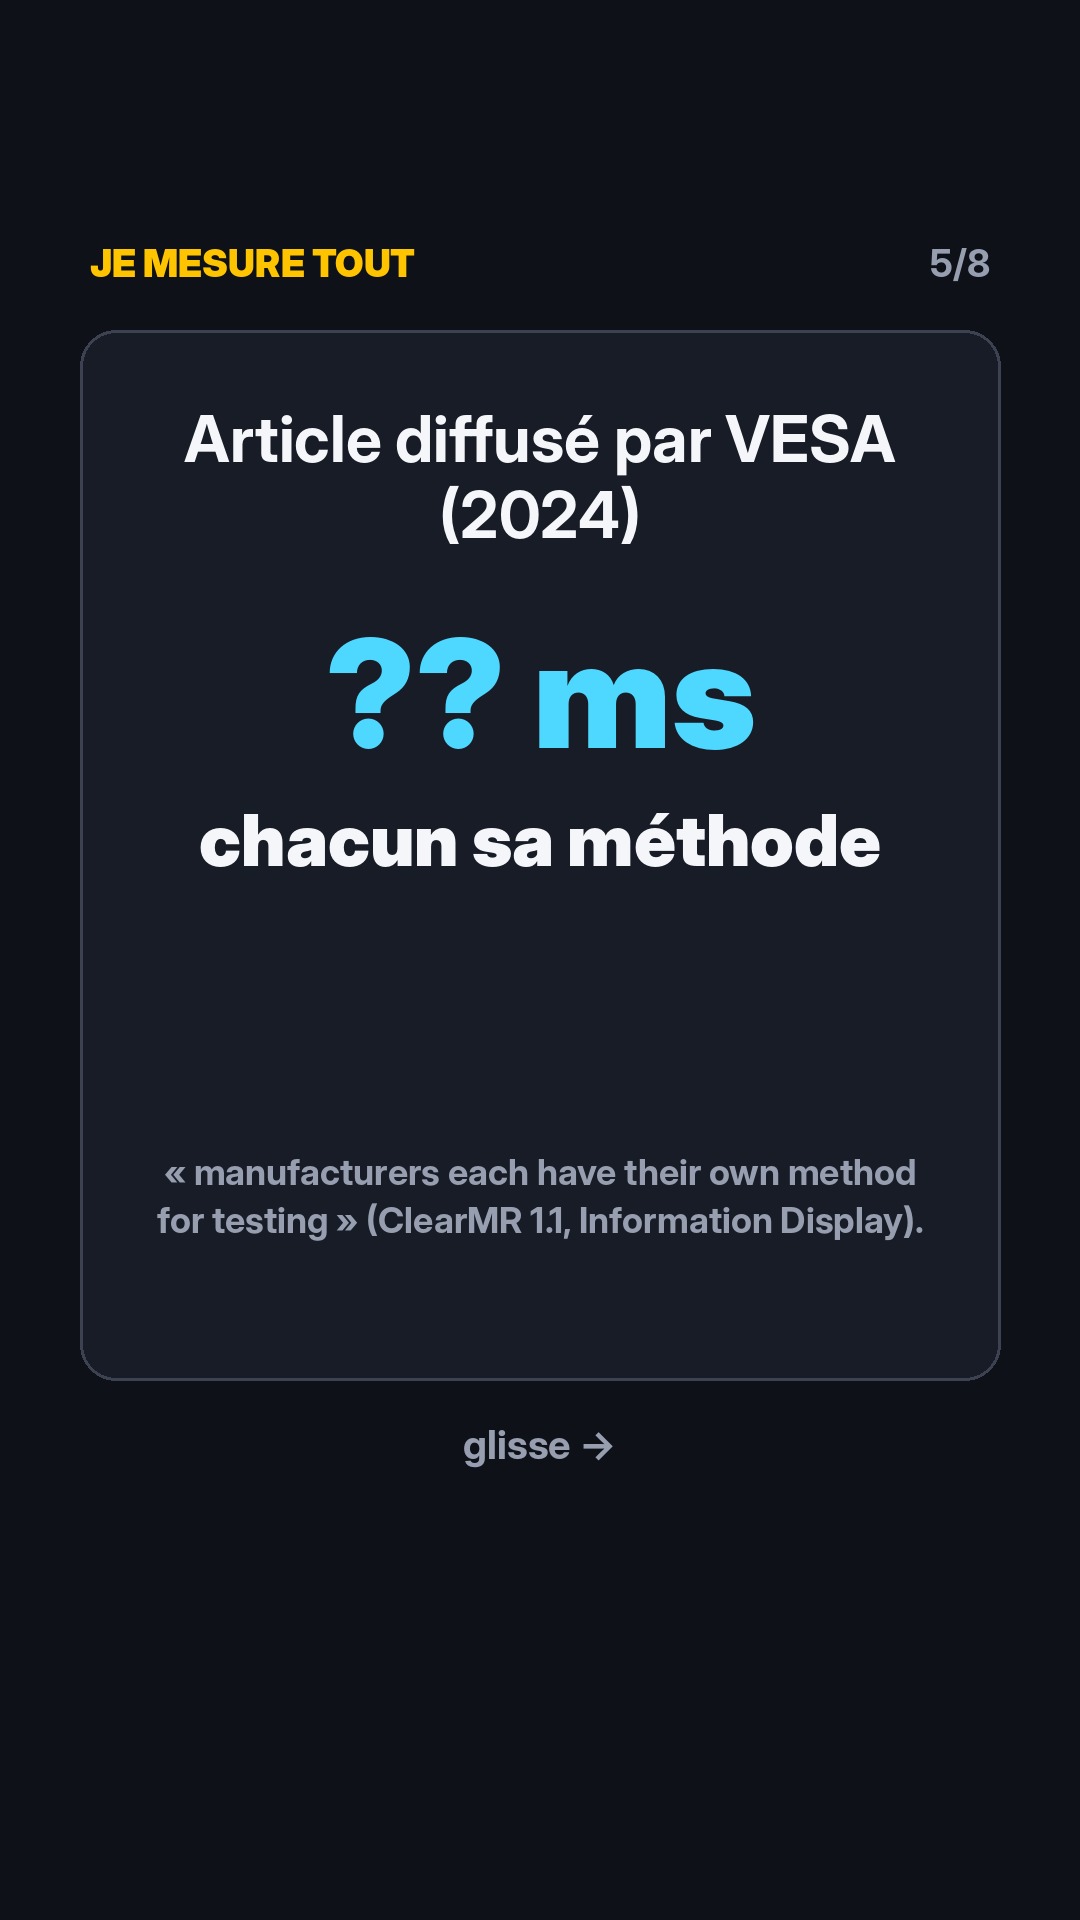 JE MESURE TOUT
5/8
Article diffusé par VESA
(2024)
?? ms
chacun sa méthode
« manufacturers each have their own method
for testing » (ClearMR 1.1, Information Display).
glisse →